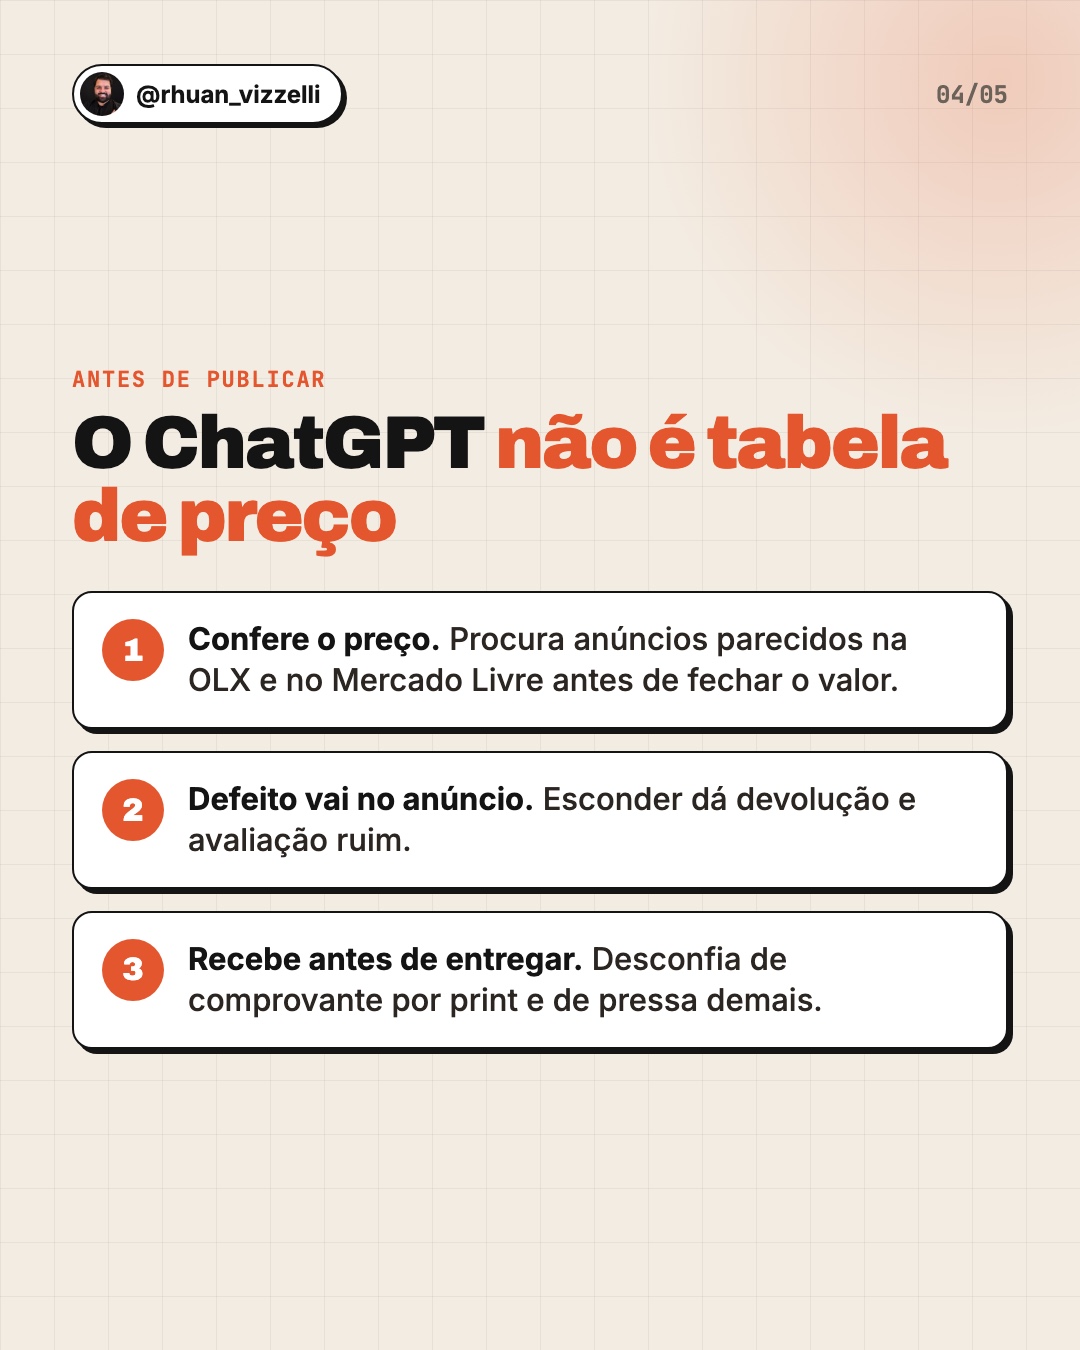 @rhuan_vizzelli
04/05
ANTES DE PUBLICAR
O ChatGPT não é tabela
de preço
1
Confere o preço. Procura anúncios parecidos na
OLX e no Mercado Livre antes de fechar o valor.
2
Defeito vai no anúncio. Esconder dá devolução e
avaliação ruim.
3
Recebe antes de entregar. Desconfia de
comprovante por print e de pressa demais.